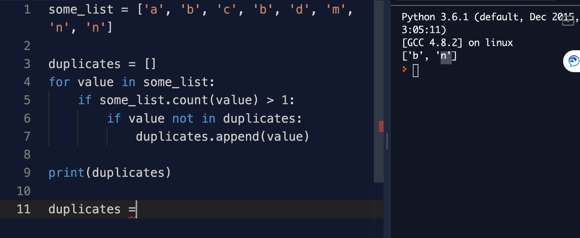 1 some_list = ['a', 'b', 'c', 'b', 'd', 'm',
'n', 'n']
2
3 duplicates = []
4 for value in some_list:
5 if some_list.count(value) > 1:
6 if value not in duplicates:
7 duplicates.append(value)
8
9 print(duplicates)
10
11 duplicates =
Python 3.6.1 (default, Dec 2015,
3:05:11)
[GCC 4.8.2] on linux
['b', 'n']
>